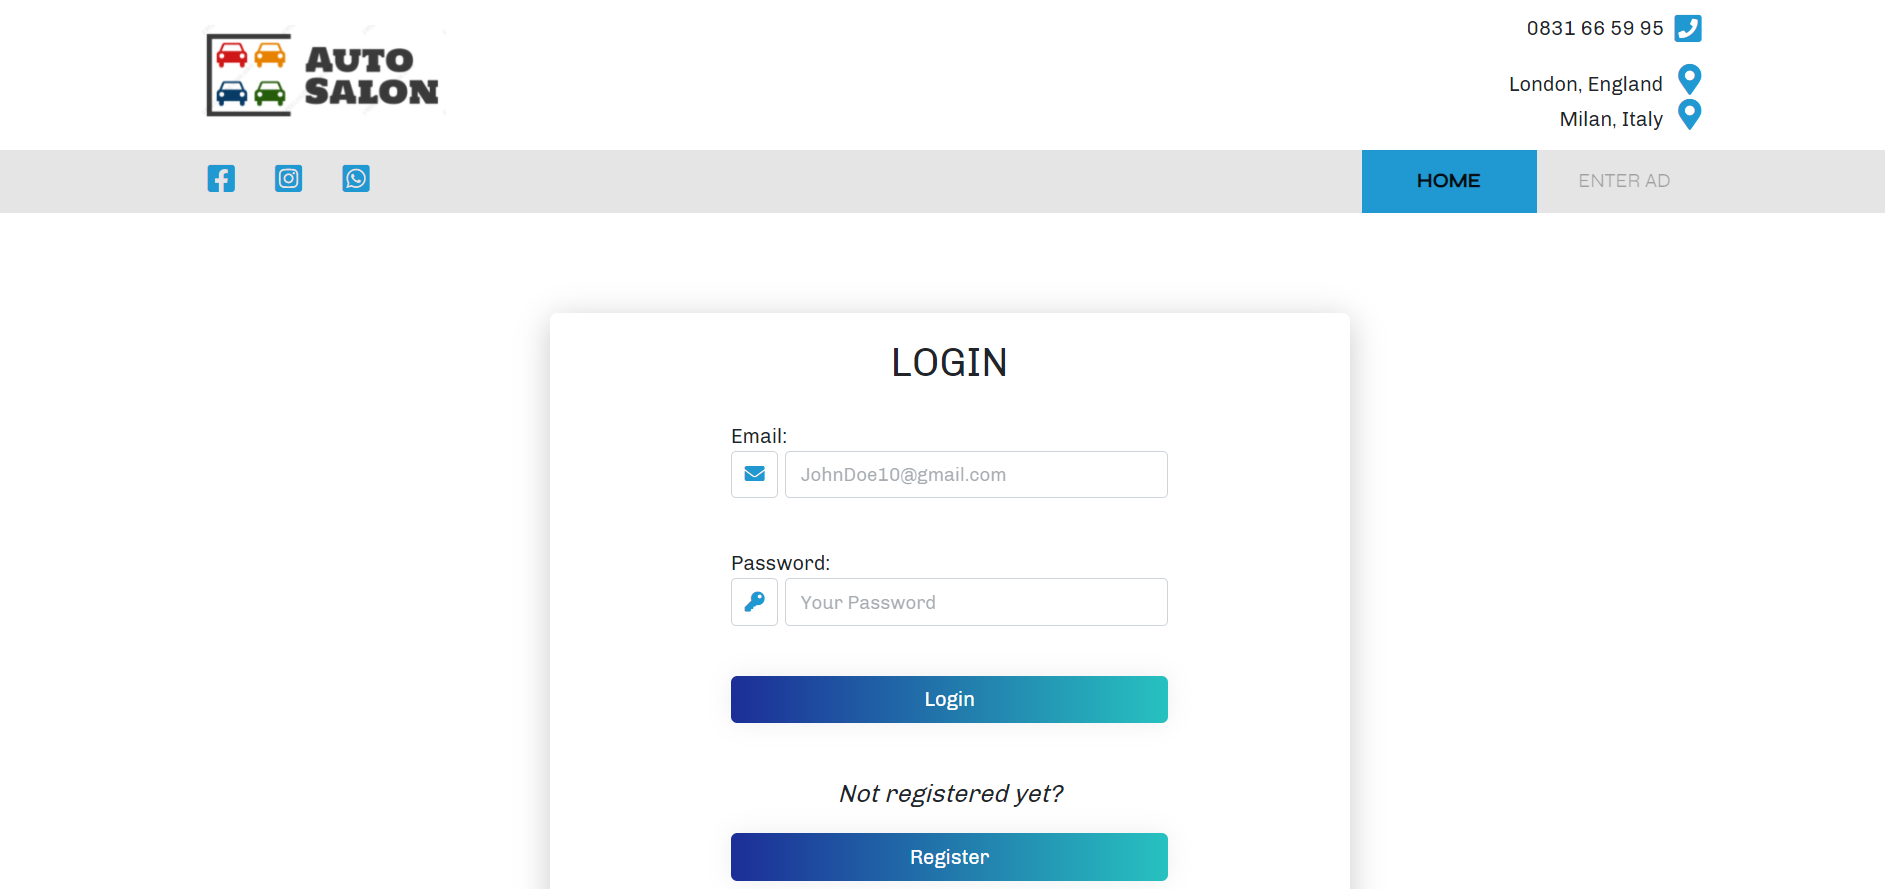 AUTO
SALON
0831 66 59 95
London, England
Milan, Italy
HOME
ENTER AD
LOGIN
Email:
JohnDoe10@gmail.com
Password:
Your Password
Login
Not registered yet?
Register